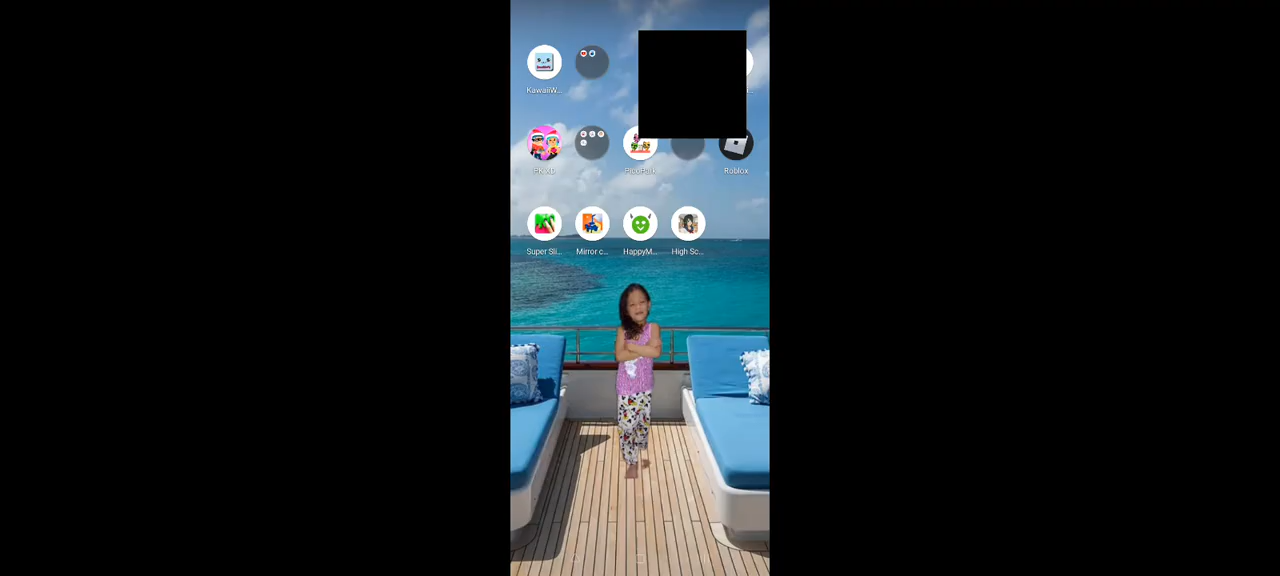 KawaiiW...
PK XD
Pico Park
Roblox
Super Sli...
Mirror c...
HappyM...
High Sc...